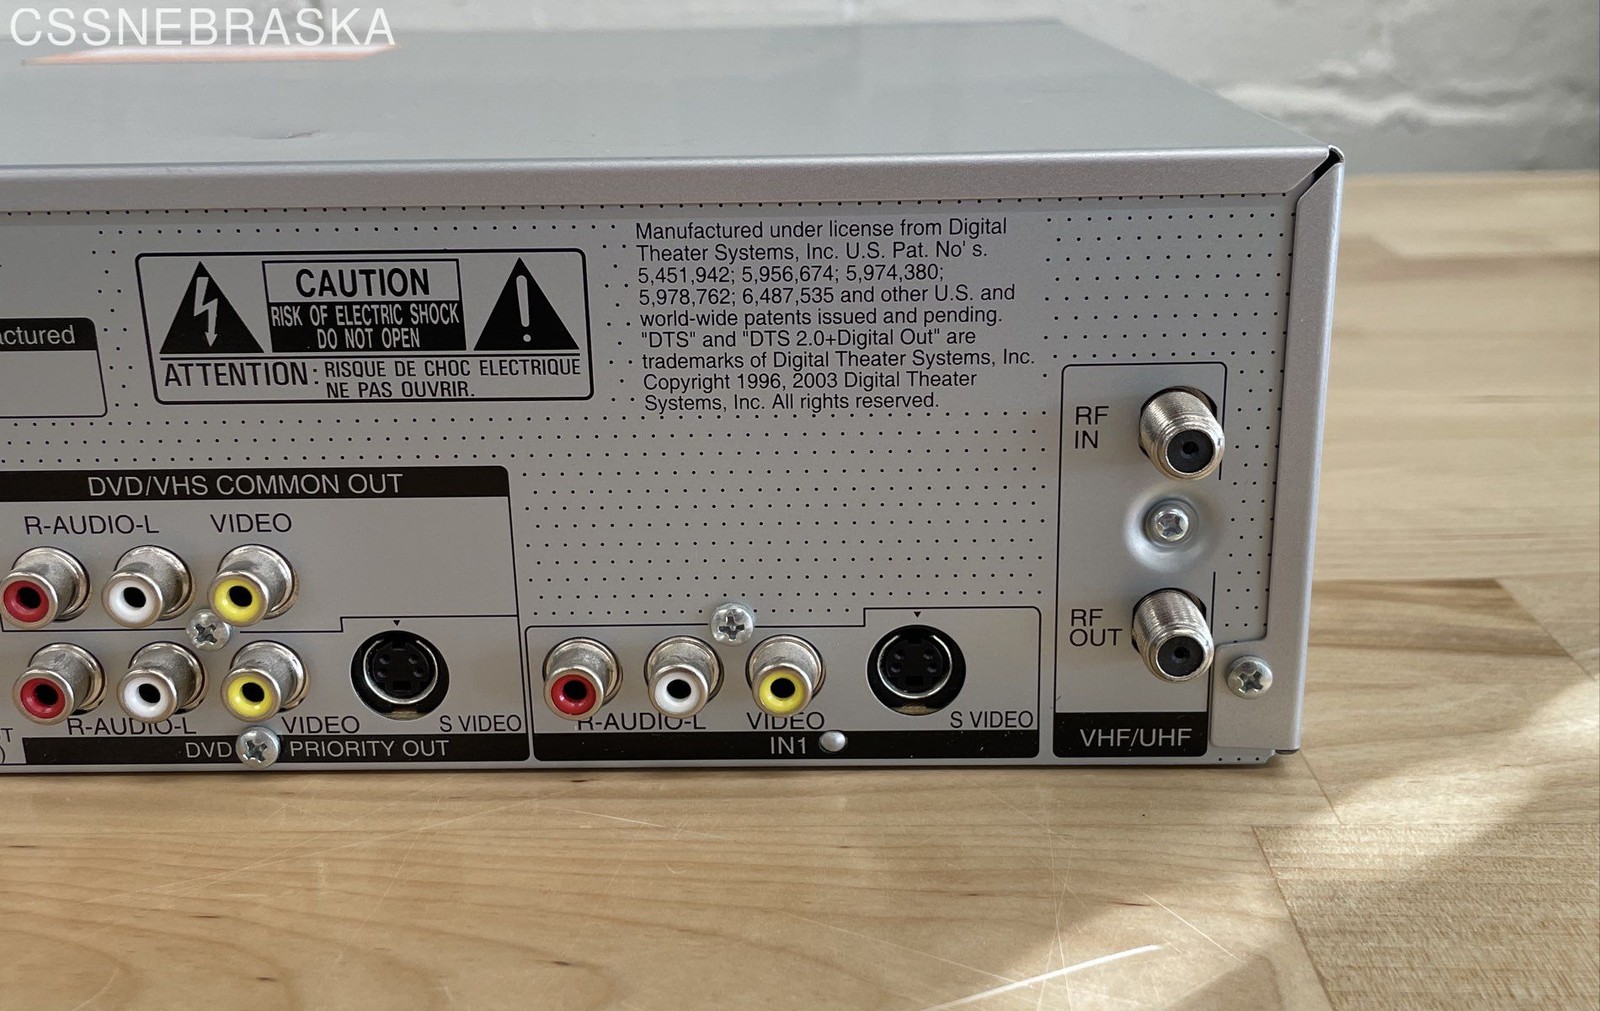 CSSNEBRASKA
Manufactured under license from Digital
Theater Systems, Inc. U.S. Pat. No's.
5,451,942; 5,956,674; 5,974,380;
5,978,762; 6,487,535 and other U.S. and
world-wide patents issued and pending.
"DTS" and "DTS 2.0+Digital Out" are
trademarks of Digital Theater Systems, Inc.
Copyright 1996, 2003 Digital Theater
Systems, Inc. All rights reserved.
CAUTION
RISK OF ELECTRIC SHOCK
DO NOT OPEN
ATTENTION: RISQUE DE CHOC ELECTRIQUE
NE PAS OUVRIR.
DVD/VHS COMMON OUT
R-AUDIO-L VIDEO
R-AUDIO-L VIDEO S VIDEO
DVD PRIORITY OUT
R-AUDIO-L VIDEO S VIDEO
IN1
RF
IN
RF
OUT
VHF/UHF